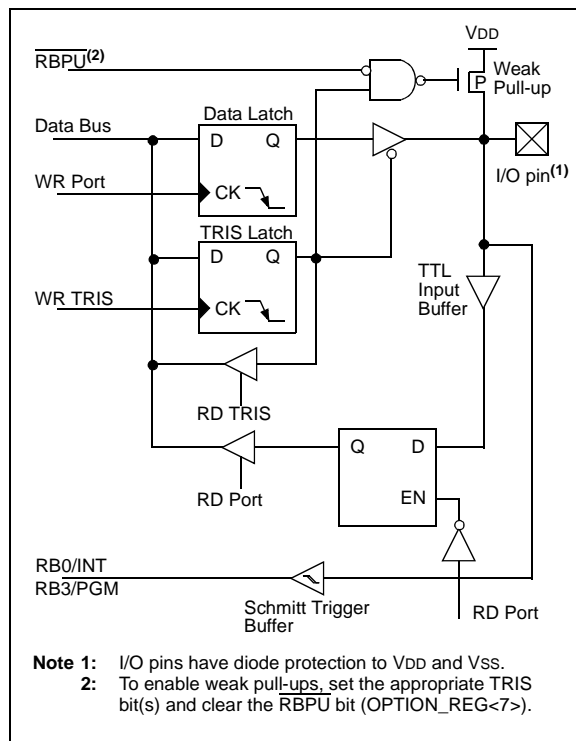 VDD
RBPU(2)
P
Weak
Pull-up
Data Latch
Data Bus
D
Q
I/O pin(1)
WR Port
CK
TRIS Latch
D
Q
TTL
Input
Buffer
WR TRIS
CK
RD TRIS
Q
D
RD Port
EN
RB0/INT
RB3/PGM
Schmitt Trigger
Buffer
RD Port
Note 1: I/O pins have diode protection to VDD and VSS.
2: To enable weak pull-ups, set the appropriate TRIS
bit(s) and clear the RBPU bit (OPTION_REG<7>).